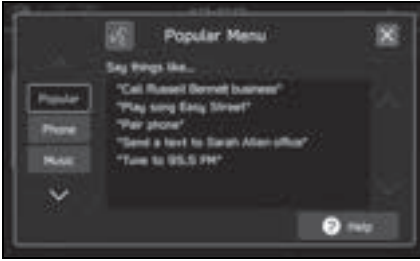 Popular Menu
Say things like...
Popular
Phone
Music
"Call Russell Bennet business"
"Play song Easy Street"
"Pair phone"
"Send a text to Sarah Allen office"
"Tune to 95.5 FM"
Help